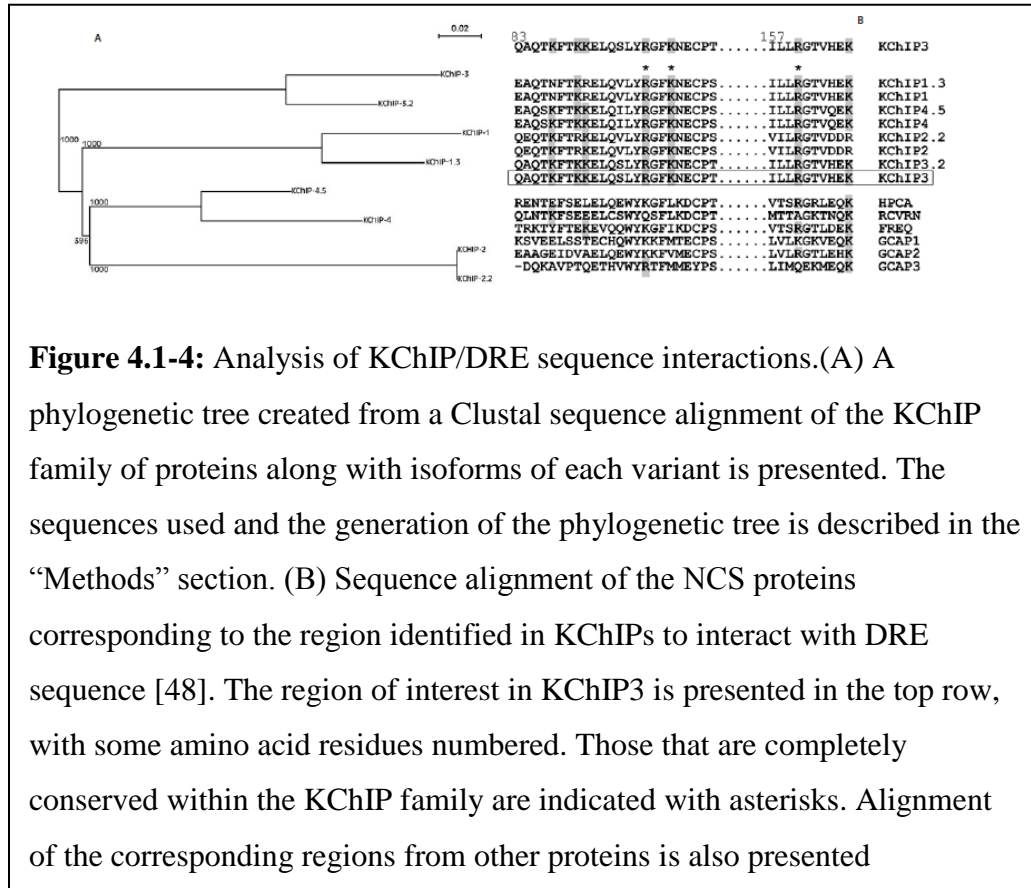 A
0.02
KChIP-3
KChIP-3.2
1000
1000
KChIP-1
KChIP-1.3
KChIP-4.5
KChIP-4
396
KChIP-2
1000
KChIP-2.2
B
83 157
QAQTKFTKKELQSLYRGFKNECPT......ILLRGTVHEK KChIP3
* * *
EAQTNFTKRELQVLYRGFKNECPS...ILLRGTVHEK KChIP1.3
EAQTNFTKRELQVLYRGFKNECPS......ILLRGTVHEK KChIP1
EAQSKFTKKELQILYRGFKNECPS......ILLRGTVQEK KChIP4.5
EAQSKFTKKELQILYRGFKNECPS......ILLRGTVQEK KChIP4
QEQTKFTRKELQVLYRGFKNECPS......VILRGTVDDR KChIP2.2
QEQTKFTRKELQVLYRGFKNECPS......VILRGTVDDR KChIP2
QAQTKFTKKELQSLYRGFKNECPT......ILLRGTVHEK KChIP3.2
QAQTKFTKKELQSLYRGFKNECPT......ILLRGTVHEK KChIP3
RENTEFSELELQEWYKGFLKDCPT......VTSRGRLEQK HPCA
QLNTKFSEEELCSWYQSFLKDCPT......MTTAGKTNQK RCVRN
TRKTYFTEKEVQQWYKGFIKDCPT......VTSRGTLDEK FREQ
KSVEELSSTECHQWYKKFMTECPS......LVLKGKVEQK GCAP1
EAAGEIDVAELQEWYKKFVMECPS......LVLRGTLEHK GCAP2
-DQKAVPTQETHVWYRTFMMEYPS......LIMQEKMEQK GCAP3
Figure 4.1-4: Analysis of KChIP/DRE sequence interactions.(A) A
phylogenetic tree created from a Clustal sequence alignment of the KChIP
family of proteins along with isoforms of each variant is presented. The
sequences used and the generation of the phylogenetic tree is described in the
“Methods” section. (B) Sequence alignment of the NCS proteins
corresponding to the region identified in KChIPs to interact with DRE
sequence [48]. The region of interest in KChIP3 is presented in the top row,
with some amino acid residues numbered. Those that are completely
conserved within the KChIP family are indicated with asterisks. Alignment
of the corresponding regions from other proteins is also presented